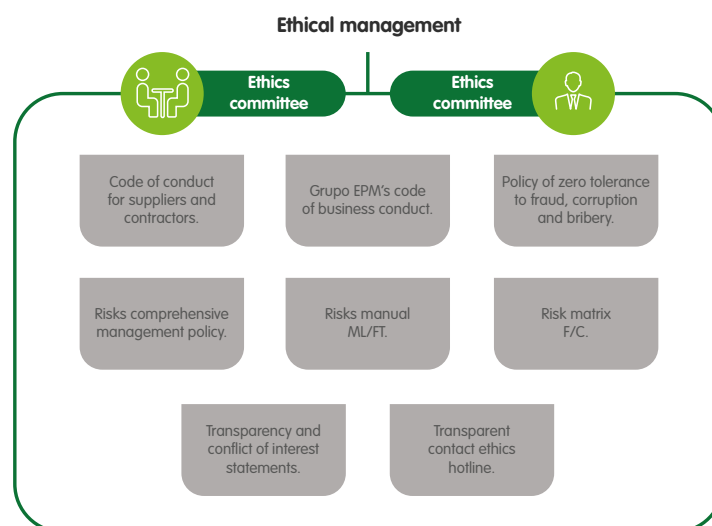 Ethical management
Ethics
committee
Ethics
committee
Code of conduct
for suppliers and
contractors.
Grupo EPM's code
of business conduct.
Policy of zero tolerance
to fraud, corruption
and bribery.
Risks comprehensive
management policy.
Risks manual
ML/FT.
Risk matrix
F/C.
Transparency and
conflict of interest
statements.
Transparent
contact ethics
hotline.